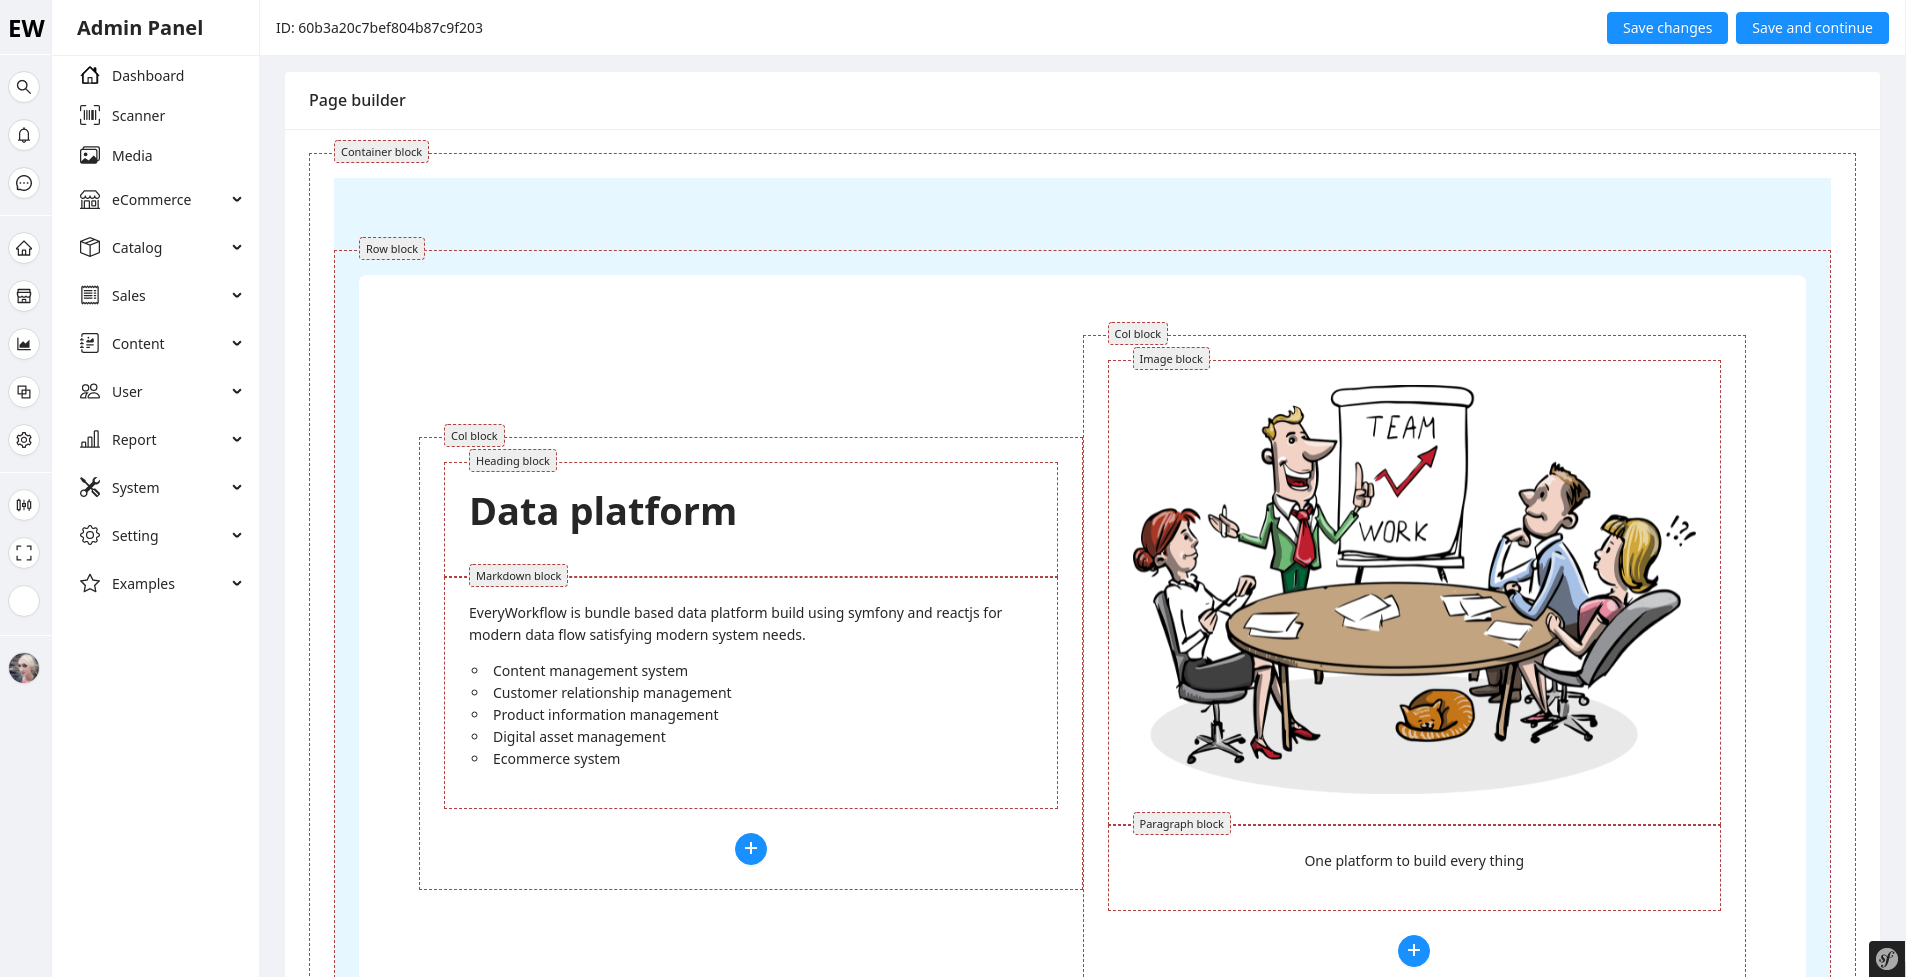 EW
Admin Panel
ID: 60b3a20c7bef804b87c9f203
Save changes
Save and continue
Dashboard
Scanner
Media
eCommerce
Catalog
Sales
Content
User
Report
System
Setting
Examples
Page builder
Container block
Row block
Col block
Heading block
Data platform
Markdown block
EveryWorkflow is bundle based data platform build using symfony and reactjs for
modern data flow satisfying modern system needs.
Content management system
Customer relationship management
Product information management
Digital asset management
Ecommerce system
Col block
Image block
TEAM
WORK
!?!?
Paragraph block
One platform to build every thing
sf